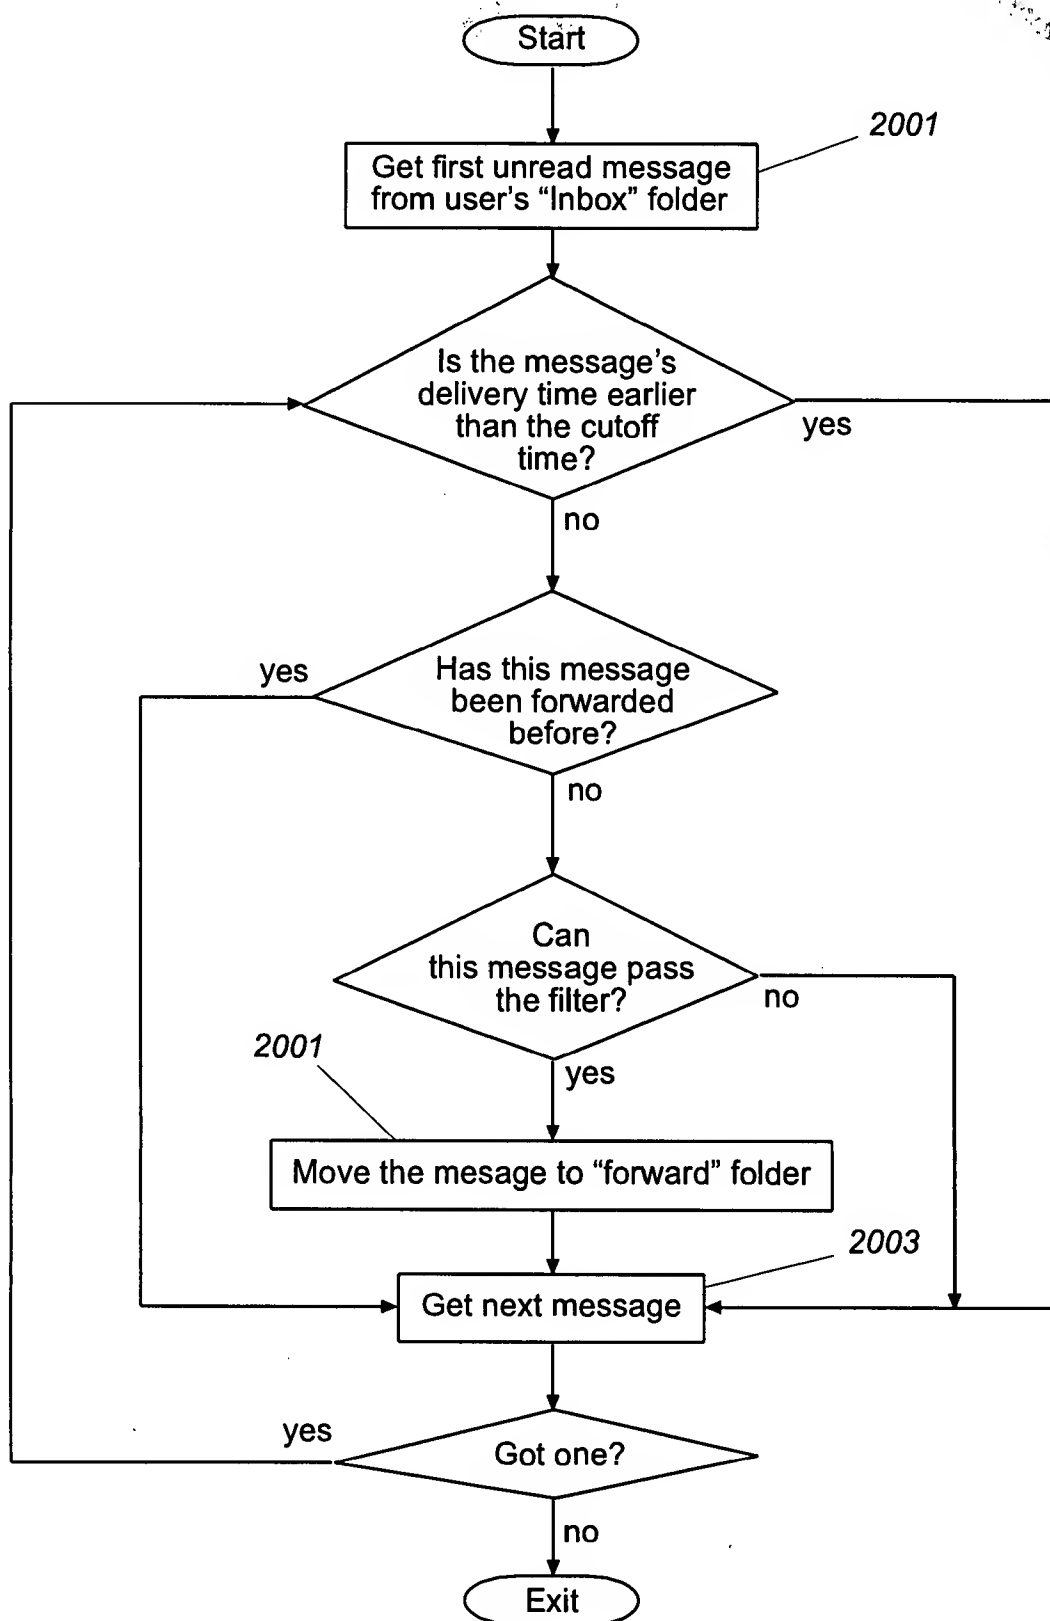 Start
2001
Get first unread message
from user's “Inbox” folder
Is the message's
delivery time earlier
than the cutoff
time?
yes
no
yes
Has this message
been forwarded
before?
no
Can
this message pass
the filter?
no
2001
yes
Move the mesage to “forward” folder
2003
Get next message
yes
Got one?
no
Exit